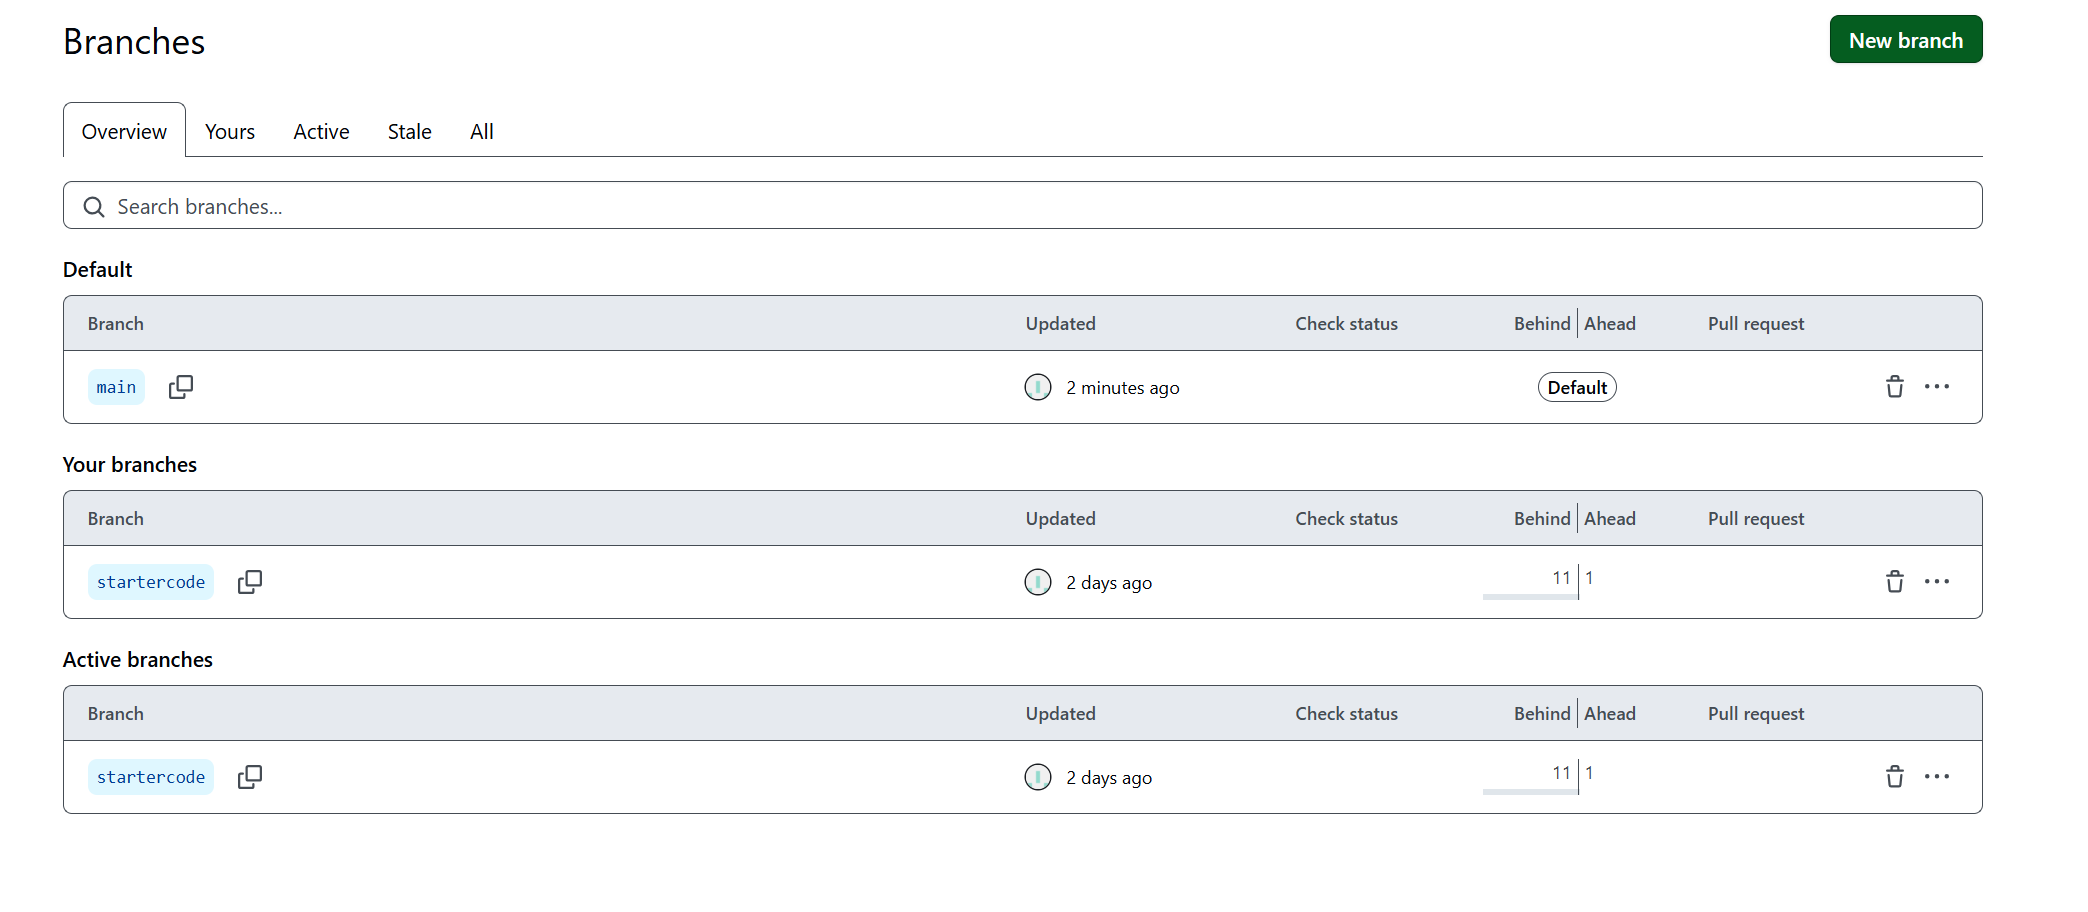 Branches
New branch
Overview Yours Active Stale All
Search branches...
Default
Branch Updated Check status Behind Ahead Pull request
main 2 minutes ago Default
Your branches
Branch Updated Check status Behind Ahead Pull request
startercode 2 days ago 11 1
Active branches
Branch Updated Check status Behind Ahead Pull request
startercode 2 days ago 11 1